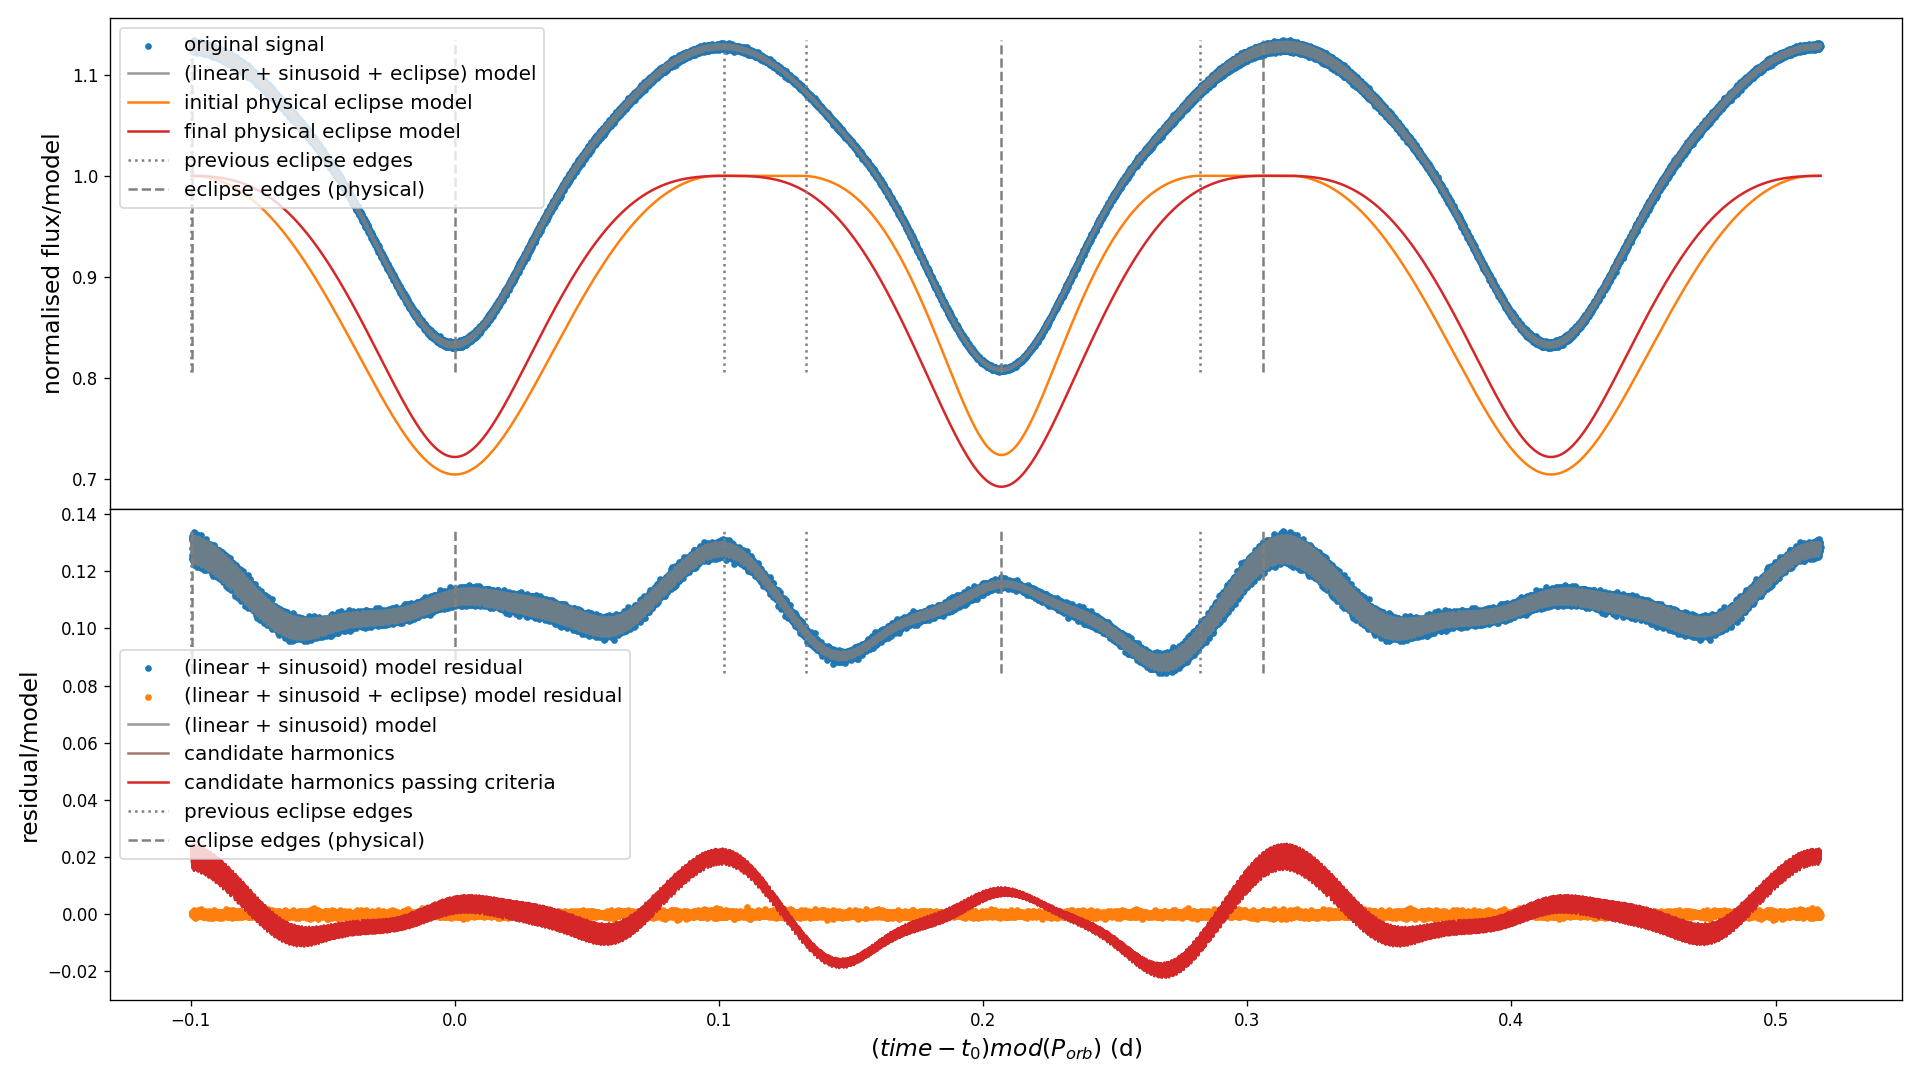 normalised flux/model
1.1
1.0
0.9
0.8
0.7
original signal
(linear + sinusoid + eclipse) model
initial physical eclipse model
final physical eclipse model
previous eclipse edges
eclipse edges (physical)
residual/model
0.14
0.12
0.10
0.08
0.06
0.04
0.02
0.00
−0.02
(linear + sinusoid) model residual
(linear + sinusoid + eclipse) model residual
(linear + sinusoid) model
candidate harmonics
candidate harmonics passing criteria
previous eclipse edges
eclipse edges (physical)
−0.1 0.0 0.1 0.2 0.3 0.4 0.5
(time − t₀)mod(P_orb) (d)